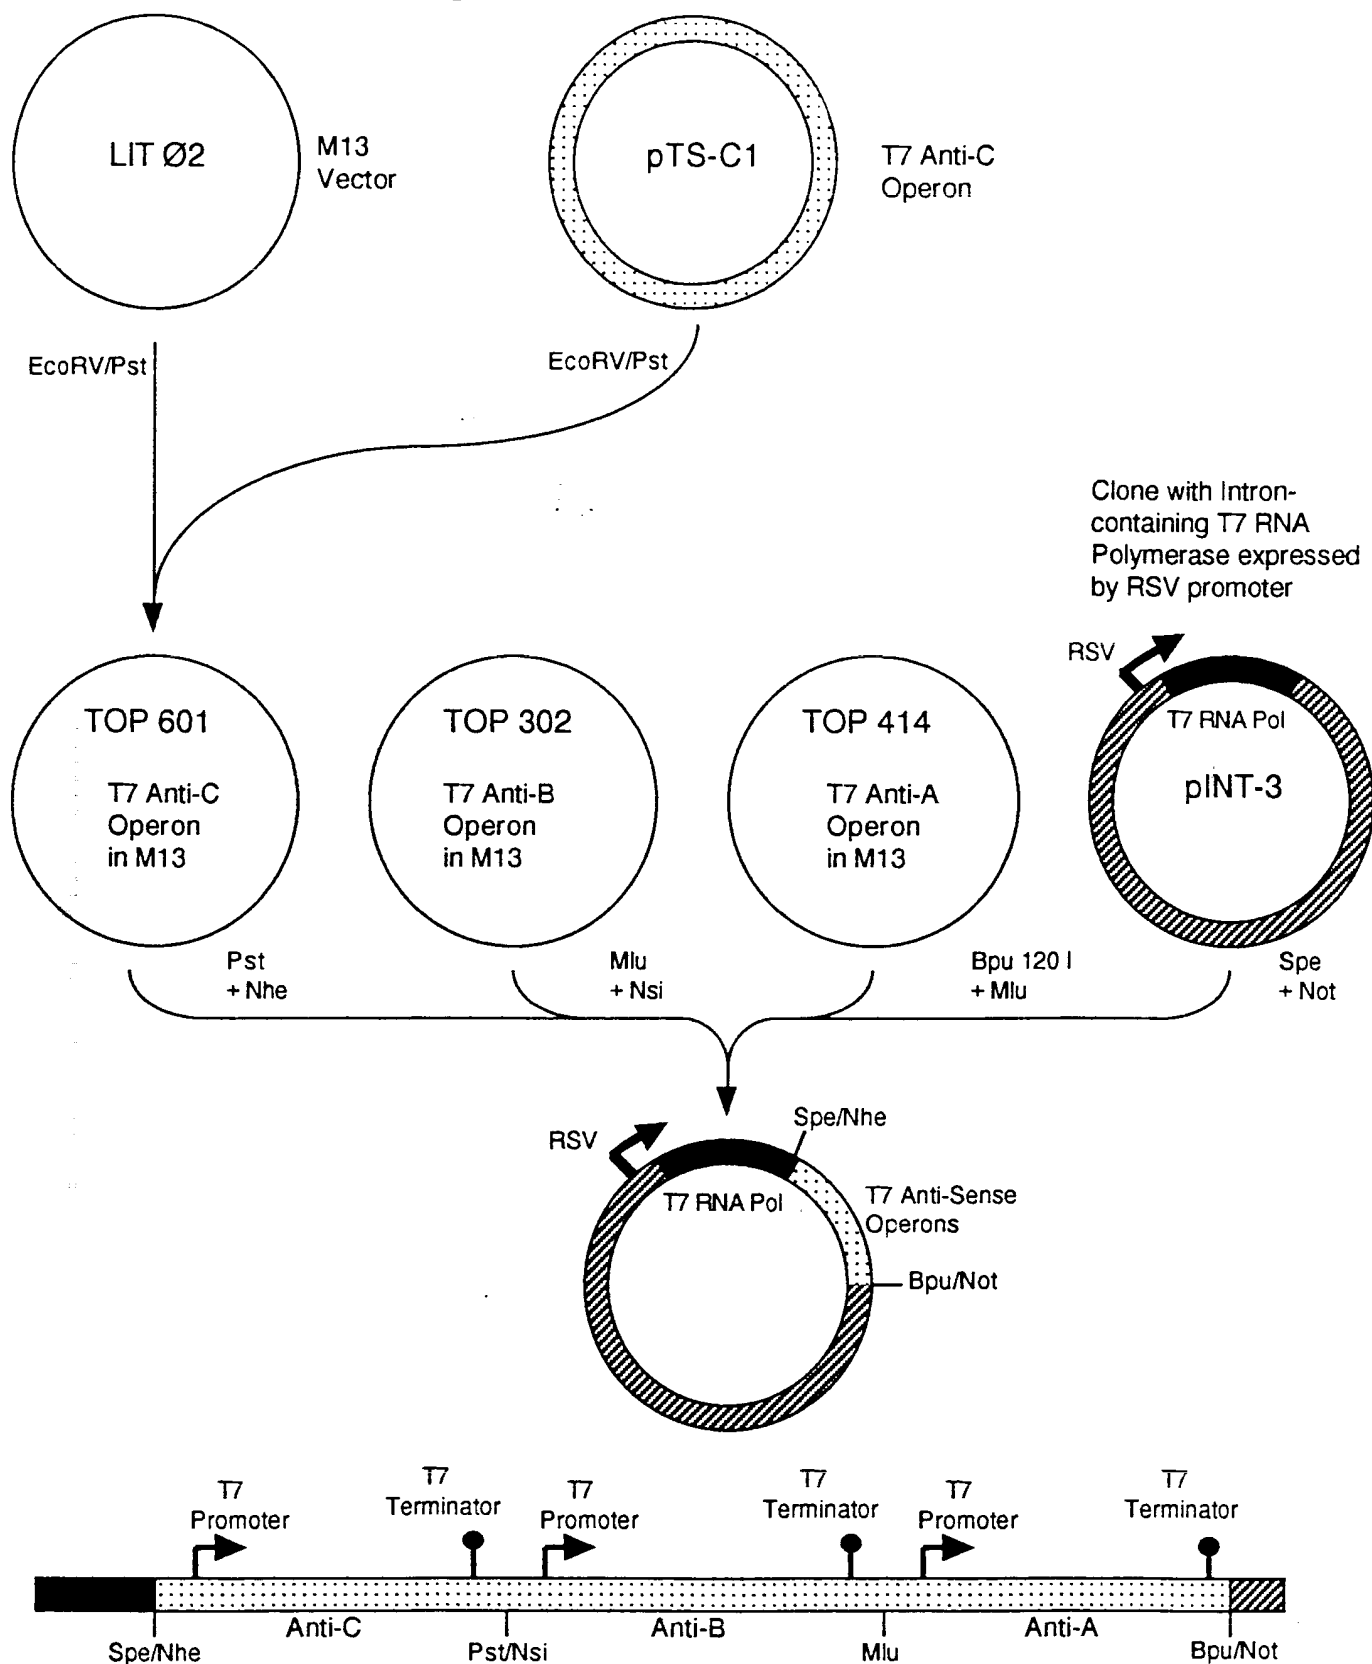 LIT Ø2
M13
Vector
pTS-C1
T7 Anti-C
Operon
EcoRV/Pst
EcoRV/Pst
Clone with Intron-
containing T7 RNA
Polymerase expressed
by RSV promoter
RSV
TOP 601
T7 Anti-C
Operon
in M13
TOP 302
T7 Anti-B
Operon
in M13
TOP 414
T7 Anti-A
Operon
in M13
T7 RNA Pol
pINT-3
Pst
+ Nhe
Mlu
+ Nsi
Bpu 120 I
+ Mlu
Spe
+ Not
RSV
Spe/Nhe
T7 RNA Pol
T7 Anti-Sense
Operons
Bpu/Not
T7
Promoter
T7
Terminator
T7
Promoter
T7
Terminator
T7
Promoter
T7
Terminator
Anti-C
Anti-B
Anti-A
Spe/Nhe
Pst/Nsi
Mlu
Bpu/Not